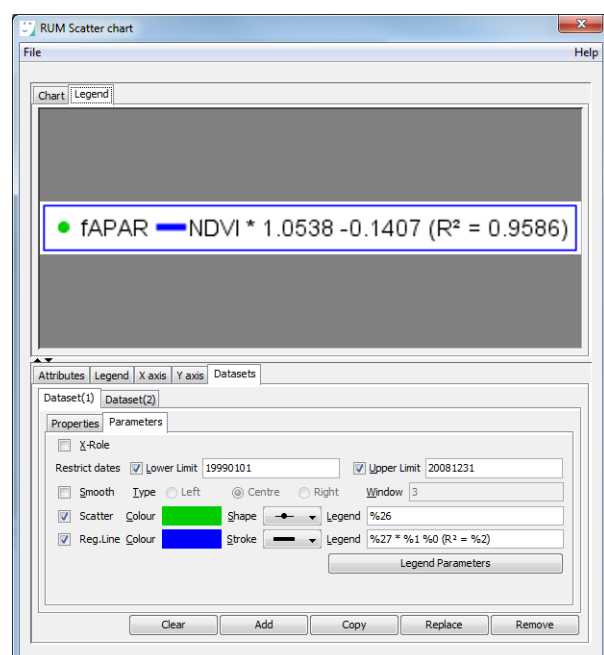 RUM Scatter chart
File Help
Chart Legend
fAPAR NDVI * 1.0538 -0.1407 (R² = 0.9586)
Attributes Legend X axis Y axis Datasets
Dataset(1) Dataset(2)
Properties Parameters
X-Role
Restrict dates Lower Limit 19990101 Upper Limit 20081231
Smooth Type Left Centre Right Window 3
Scatter Colour Shape Legend %26
Reg.Line Colour Stroke Legend %27 * %1 %0 (R² = %2)
Legend Parameters
Clear Add Copy Replace Remove